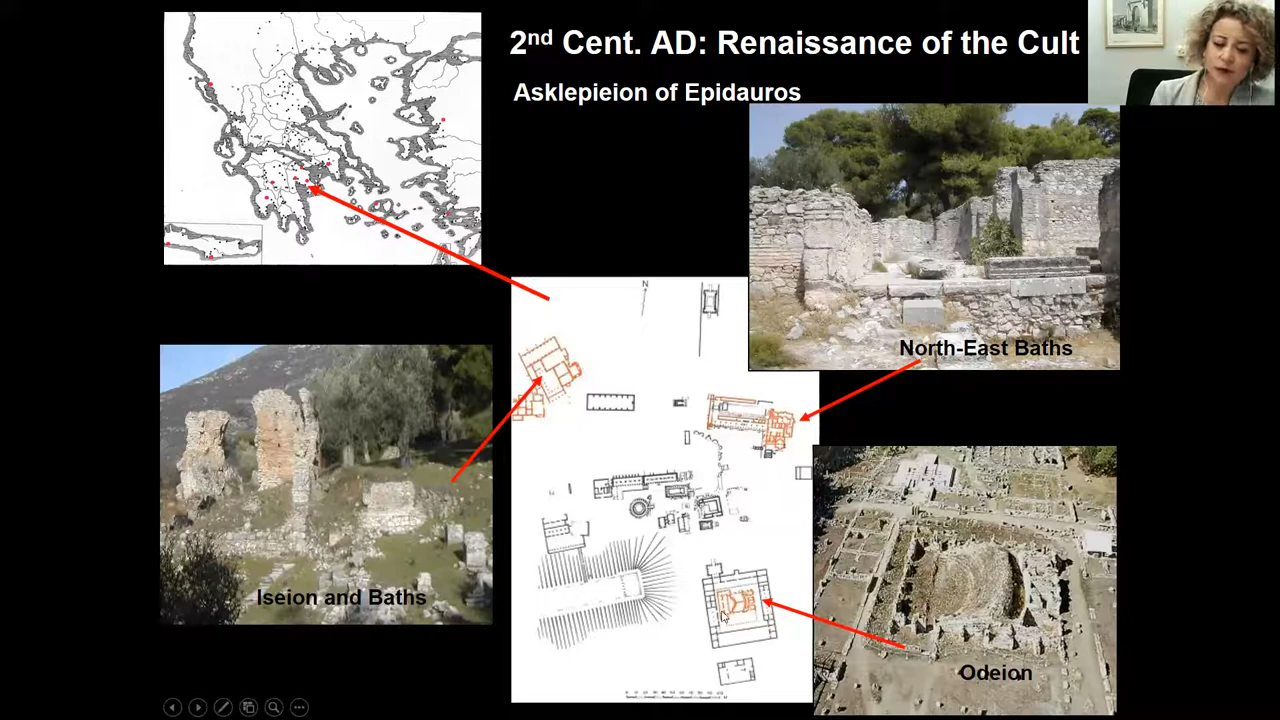 2nd Cent. AD: Renaissance of the Cult
Asklepieion of Epidauros
N
North-East Baths
Iseion and Baths
Odeion